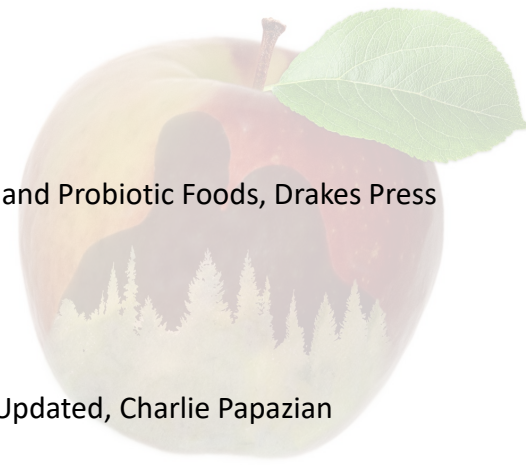 and Probiotic Foods, Drakes Press
Updated, Charlie Papazian